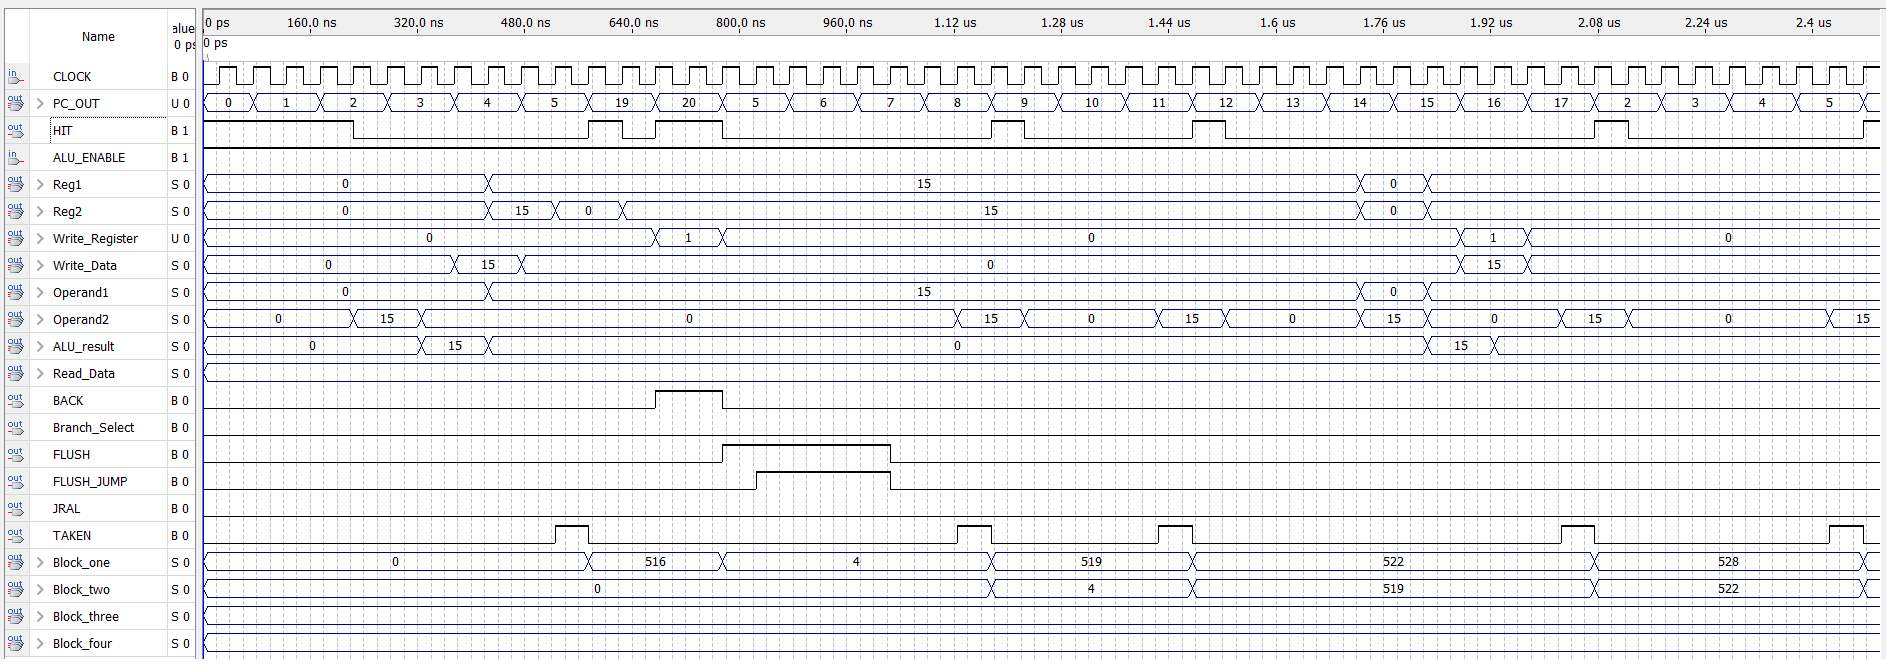 Name
alue
0 ps
0 ps 160.0 ns 320.0 ns 480.0 ns 640.0 ns 800.0 ns 960.0 ns 1.12 us 1.28 us 1.44 us 1.6 us 1.76 us 1.92 us 2.08 us 2.24 us 2.4 us
0 ps
in CLOCK B 0
out PC_OUT U 0 0 1 2 3 4 5 19 20 5 6 7 8 9 10 11 12 13 14 15 16 17 2 3 4 5
out HIT B 1
in ALU_ENABLE B 1
out Reg1 S 0 0 15 0
out Reg2 S 0 0 15 0 15 0
out Write_Register U 0 0 1 0 1 0
out Write_Data S 0 0 15 0 15
out Operand1 S 0 0 15 0
out Operand2 S 0 0 15 0 15 0 15 0 15 0 15 0 15
out ALU_result S 0 0 15 0 15
out Read_Data S 0
out BACK B 0
out Branch_Select B 0
out FLUSH B 0
out FLUSH_JUMP B 0
out JRAL B 0
out TAKEN B 0
out Block_one S 0 0 516 4 519 522 528
out Block_two S 0 0 4 519 522
out Block_three S 0
out Block_four S 0